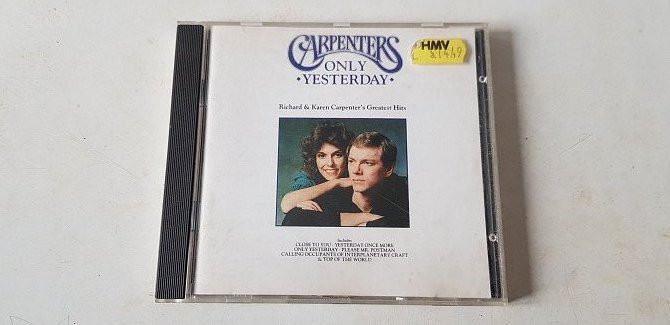 CARPENTERS
ONLY
• YESTERDAY •
HMV
Richard & Karen Carpenter's Greatest Hits
Includes
CLOSE TO YOU · YESTERDAY ONCE MORE
ONLY YESTERDAY · PLEASE MR. POSTMAN
CALLING OCCUPANTS OF INTERPLANETARY CRAFT
& TOP OF THE WORLD